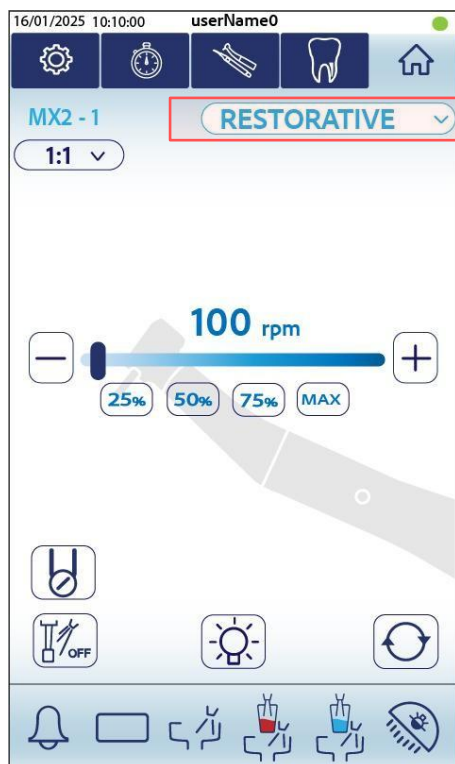 16/01/2025 10:10:00 userName0
MX2 - 1 RESTORATIVE
1:1
100 rpm
25% 50% 75% MAX
OFF